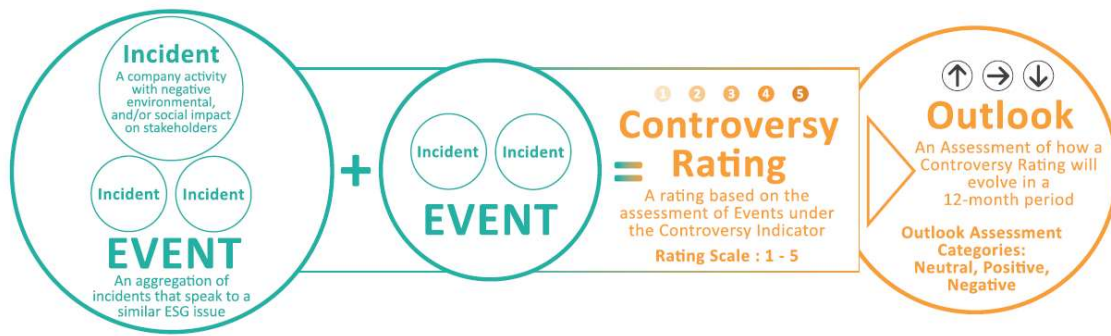 Incident
A company activity
with negative
environmental,
and/or social impact
on stakeholders
Incident
Incident
EVENT
An aggregation of
incidents that speak to a
similar ESG issue
+
Incident
Incident
EVENT
=
1 2 3 4 5
Controversy
Rating
A rating based on the
assessment of Events under
the Controversy Indicator
Rating Scale : 1 - 5
Outlook
An Assessment of how a
Controversy Rating will
evolve in a
12-month period
Outlook Assessment
Categories:
Neutral, Positive,
Negative